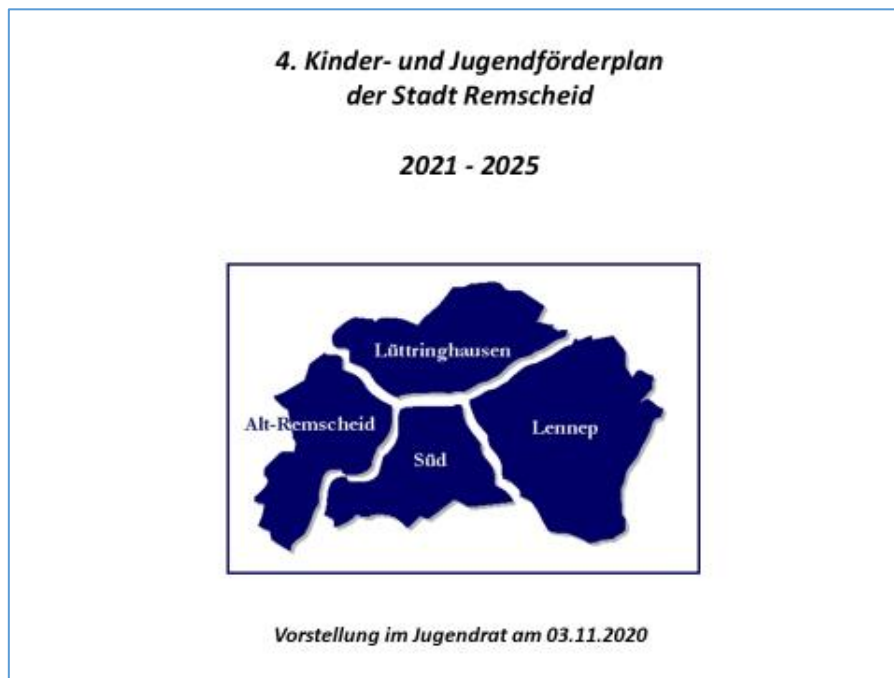 4. Kinder- und Jugendförderplan
der Stadt Remscheid
2021 - 2025
Lüttringhausen
Alt-Remscheid
Lennep
Süd
Vorstellung im Jugendrat am 03.11.2020